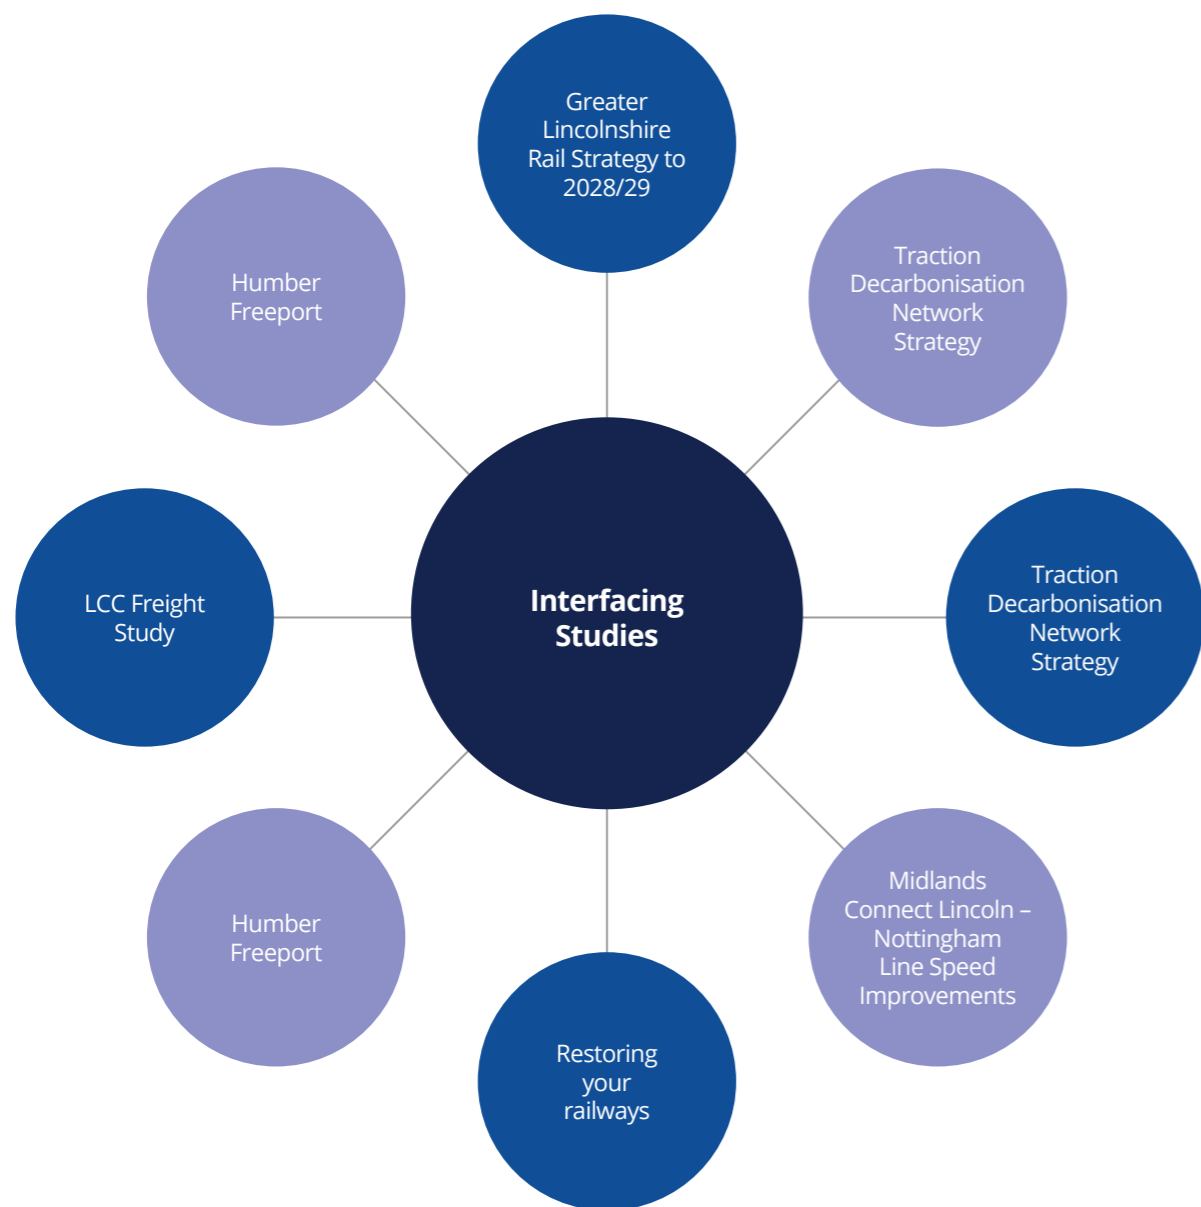 Greater
Lincolnshire
Rail Strategy to
2028/29
Traction
Decarbonisation
Network
Strategy
Traction
Decarbonisation
Network
Strategy
Midlands
Connect Lincoln –
Nottingham
Line Speed
Improvements
Restoring
your
railways
Humber
Freeport
LCC Freight
Study
Humber
Freeport
Interfacing
Studies